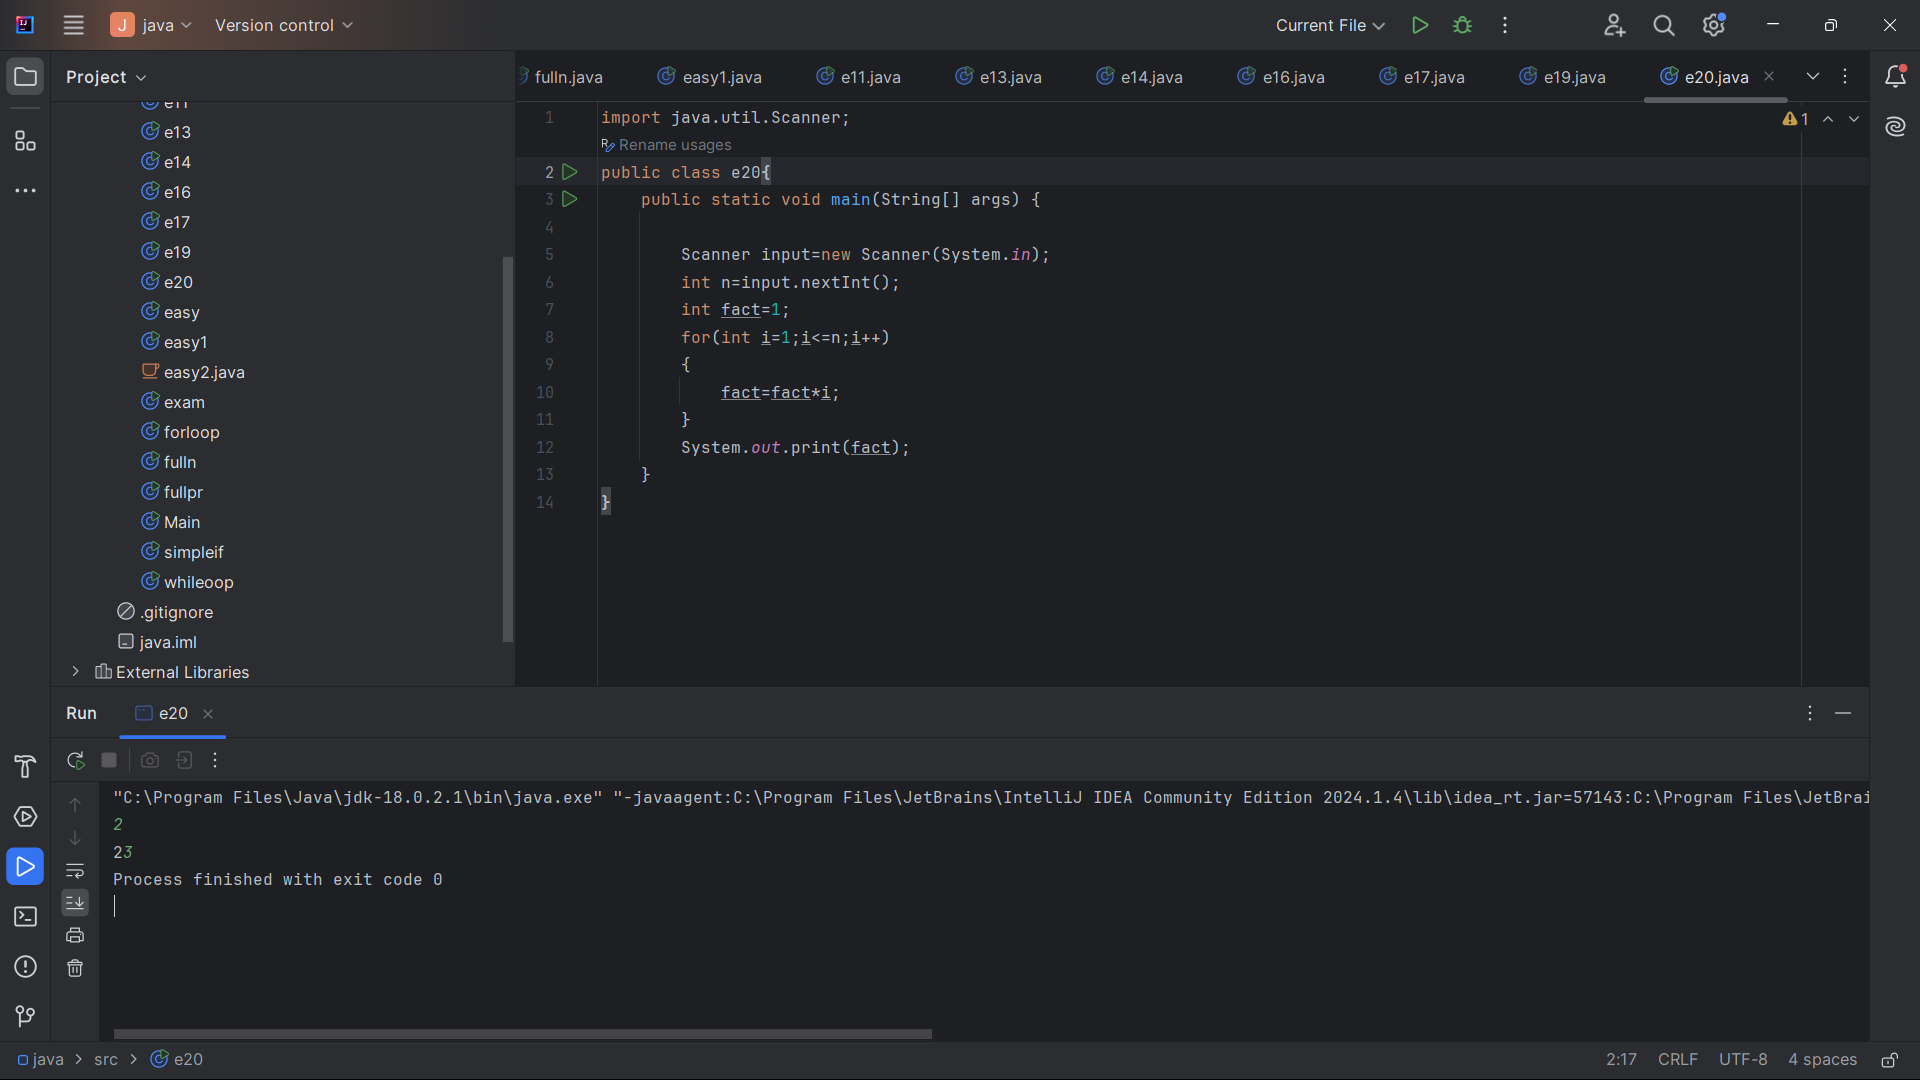 J java Version control Current File
Project
fulln.java easy1.java e11.java e13.java e14.java e16.java e17.java e19.java e20.java
e11
e13
e14
e16
e17
e19
e20
easy
easy1
easy2.java
exam
forloop
fulln
fullpr
Main
simpleif
whileoop
.gitignore
java.iml
External Libraries
1 import java.util.Scanner;
1
Rename usages
2 public class e20{
3 public static void main(String[] args) {
4
5 Scanner input=new Scanner(System.in);
6 int n=input.nextInt();
7 int fact=1;
8 for(int i=1;i<=n;i++)
9 {
10 fact=fact*i;
11 }
12 System.out.print(fact);
13 }
14 }
Run e20
"C:\Program Files\Java\jdk-18.0.2.1\bin\java.exe" "-javaagent:C:\Program Files\JetBrains\IntelliJ IDEA Community Edition 2024.1.4\lib\idea_rt.jar=57143:C:\Program Files\JetBrai
2
23
Process finished with exit code 0
java > src > e20 2:17 CRLF UTF-8 4 spaces